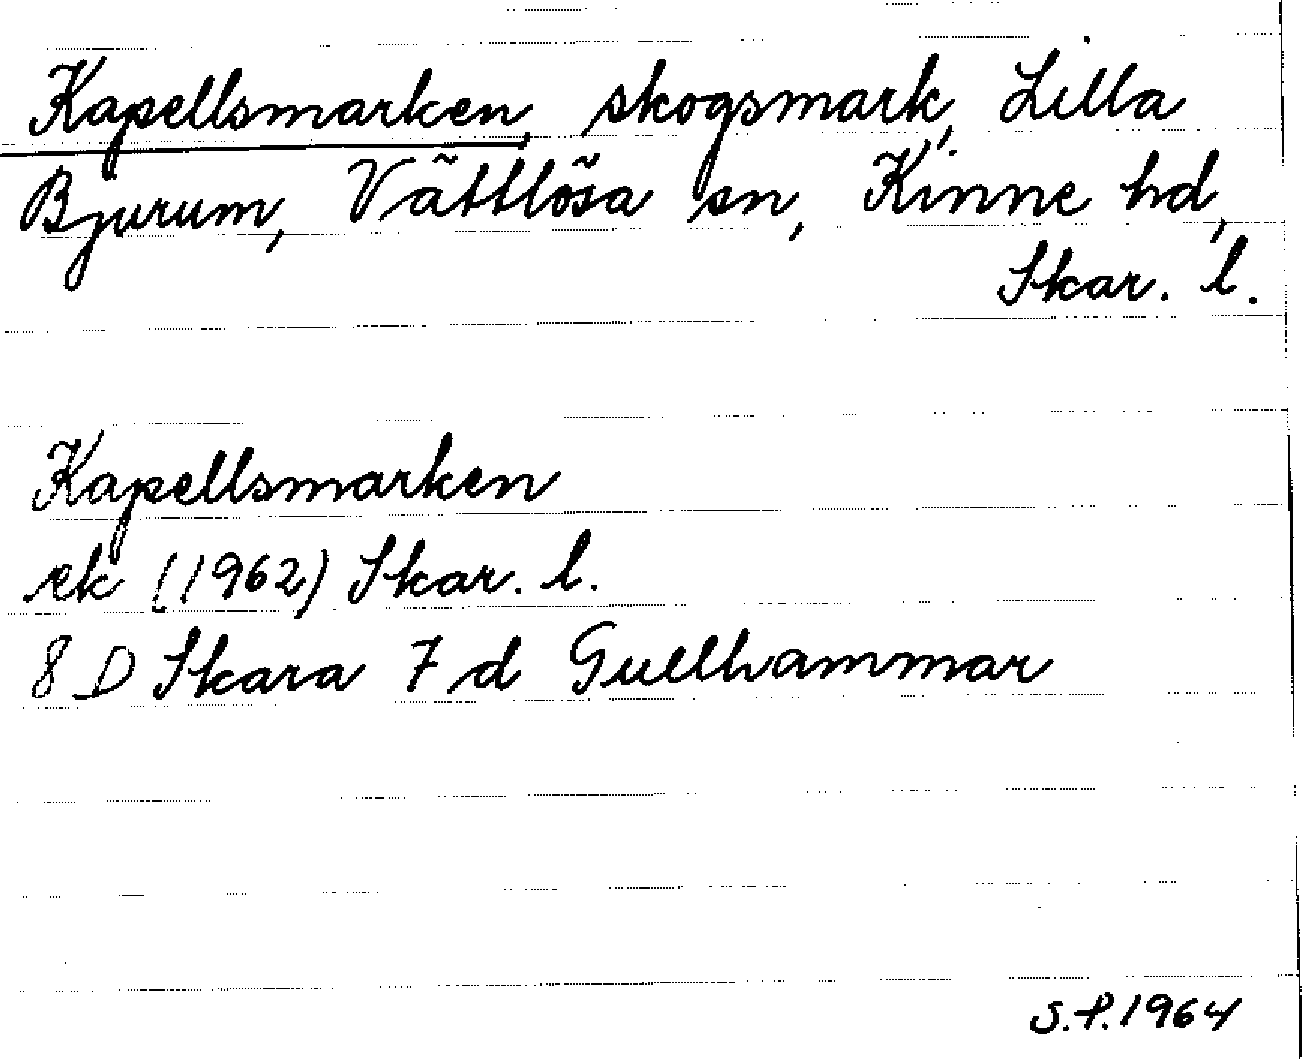 Kapellsmarken, skogsmark, Lilla
Bjurum, Vättlösa sn, Kinne hd,
Skar. l.
Kapellsmarken
ek (1962) Skar. l.
8 D Skara 7 d Gullhammar
S.P. 1964